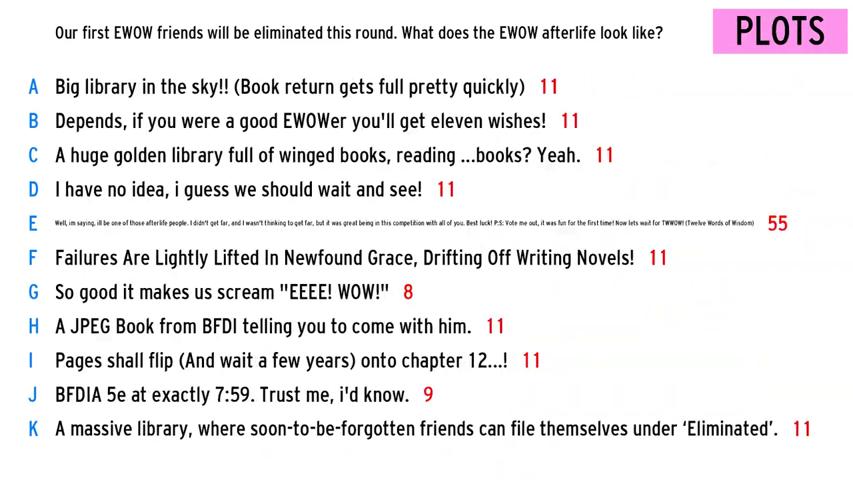 Our first EWOW friends will be eliminated this round. What does the EWOW afterlife look like?
PLOTS
A Big library in the sky!! (Book return gets full pretty quickly) 11
B Depends, if you were a good EWOWer you'll get eleven wishes! 11
C A huge golden library full of winged books, reading ...books? Yeah. 11
D I have no idea, i guess we should wait and see! 11
E Well, im saying, ill be one of those afterlife people. I didn't get far, and I wasn't thinking to get far, but it was great being in this competition with all of you. Best luck! P:S: Vote me out, it was fun for the first time! Now lets wait for TWWOW! (Twelve Words of Wisdom) 55
F Failures Are Lightly Lifted In Newfound Grace, Drifting Off Writing Novels! 11
G So good it makes us scream "EEEE! WOW!" 8
H A JPEG Book from BFDI telling you to come with him. 11
I Pages shall flip (And wait a few years) onto chapter 12...! 11
J BFDIA 5e at exactly 7:59. Trust me, i'd know. 9
K A massive library, where soon-to-be-forgotten friends can file themselves under ‘Eliminated’. 11